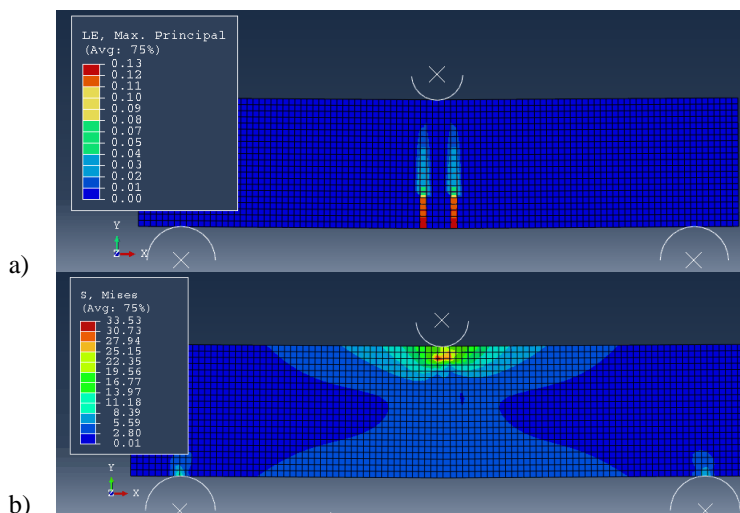 LE, Max. Principal
(Avg: 75%)
0.13
0.12
0.11
0.10
0.09
0.08
0.07
0.05
0.04
0.03
0.02
0.01
0.00
Y
Z
X
a)
S, Mises
(Avg: 75%)
33.53
30.73
27.94
25.15
22.35
19.56
16.77
13.97
11.18
8.39
5.59
2.80
0.01
Y
Z
X
b)